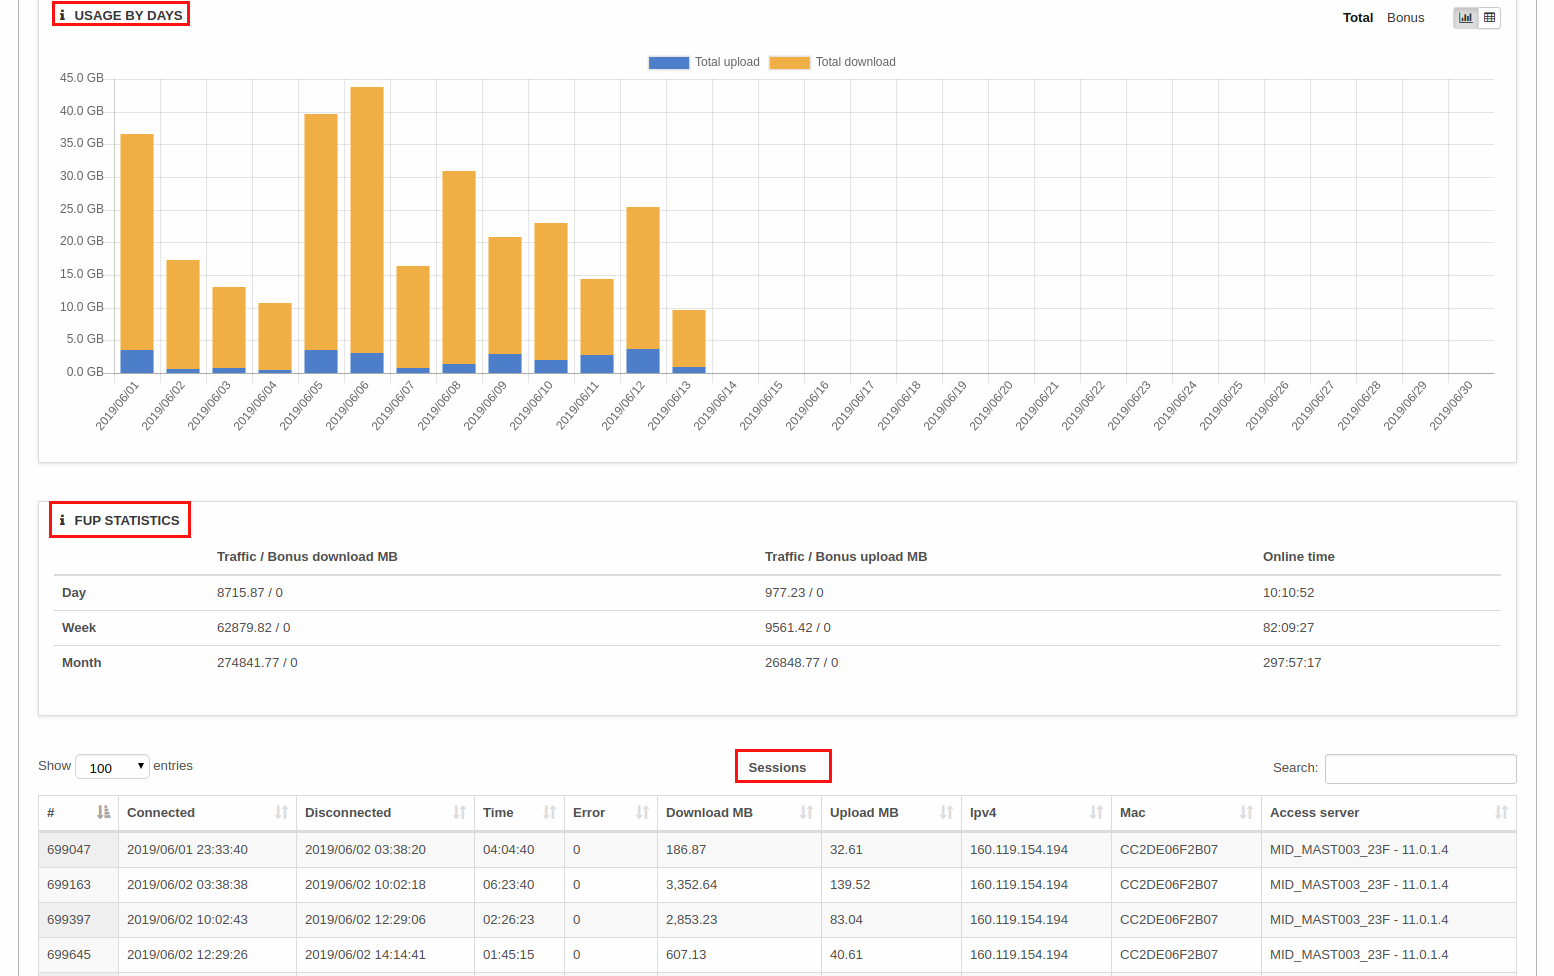 USAGE BY DAYS
Total Bonus
Total upload Total download
45.0 GB
40.0 GB
35.0 GB
30.0 GB
25.0 GB
20.0 GB
15.0 GB
10.0 GB
5.0 GB
0.0 GB
2019/06/01 2019/06/02 2019/06/03 2019/06/04 2019/06/05 2019/06/06 2019/06/07 2019/06/08 2019/06/09 2019/06/10 2019/06/11 2019/06/12 2019/06/13 2019/06/14 2019/06/15 2019/06/16 2019/06/17 2019/06/18 2019/06/19 2019/06/20 2019/06/21 2019/06/22 2019/06/23 2019/06/24 2019/06/25 2019/06/26 2019/06/27 2019/06/28 2019/06/29 2019/06/30
FUP STATISTICS
Traffic / Bonus download MB Traffic / Bonus upload MB Online time
Day 8715.87 / 0 977.23 / 0 10:10:52
Week 62879.82 / 0 9561.42 / 0 82:09:27
Month 274841.77 / 0 26848.77 / 0 297:57:17
Show 100 entries Sessions Search:
# Connected Disconnected Time Error Download MB Upload MB Ipv4 Mac Access server
699047 2019/06/01 23:33:40 2019/06/02 03:38:20 04:04:40 0 186.87 32.61 160.119.154.194 CC2DE06F2B07 MID_MAST003_23F - 11.0.1.4
699163 2019/06/02 03:38:38 2019/06/02 10:02:18 06:23:40 0 3,352.64 139.52 160.119.154.194 CC2DE06F2B07 MID_MAST003_23F - 11.0.1.4
699397 2019/06/02 10:02:43 2019/06/02 12:29:06 02:26:23 0 2,853.23 83.04 160.119.154.194 CC2DE06F2B07 MID_MAST003_23F - 11.0.1.4
699645 2019/06/02 12:29:26 2019/06/02 14:14:41 01:45:15 0 607.13 40.61 160.119.154.194 CC2DE06F2B07 MID_MAST003_23F - 11.0.1.4